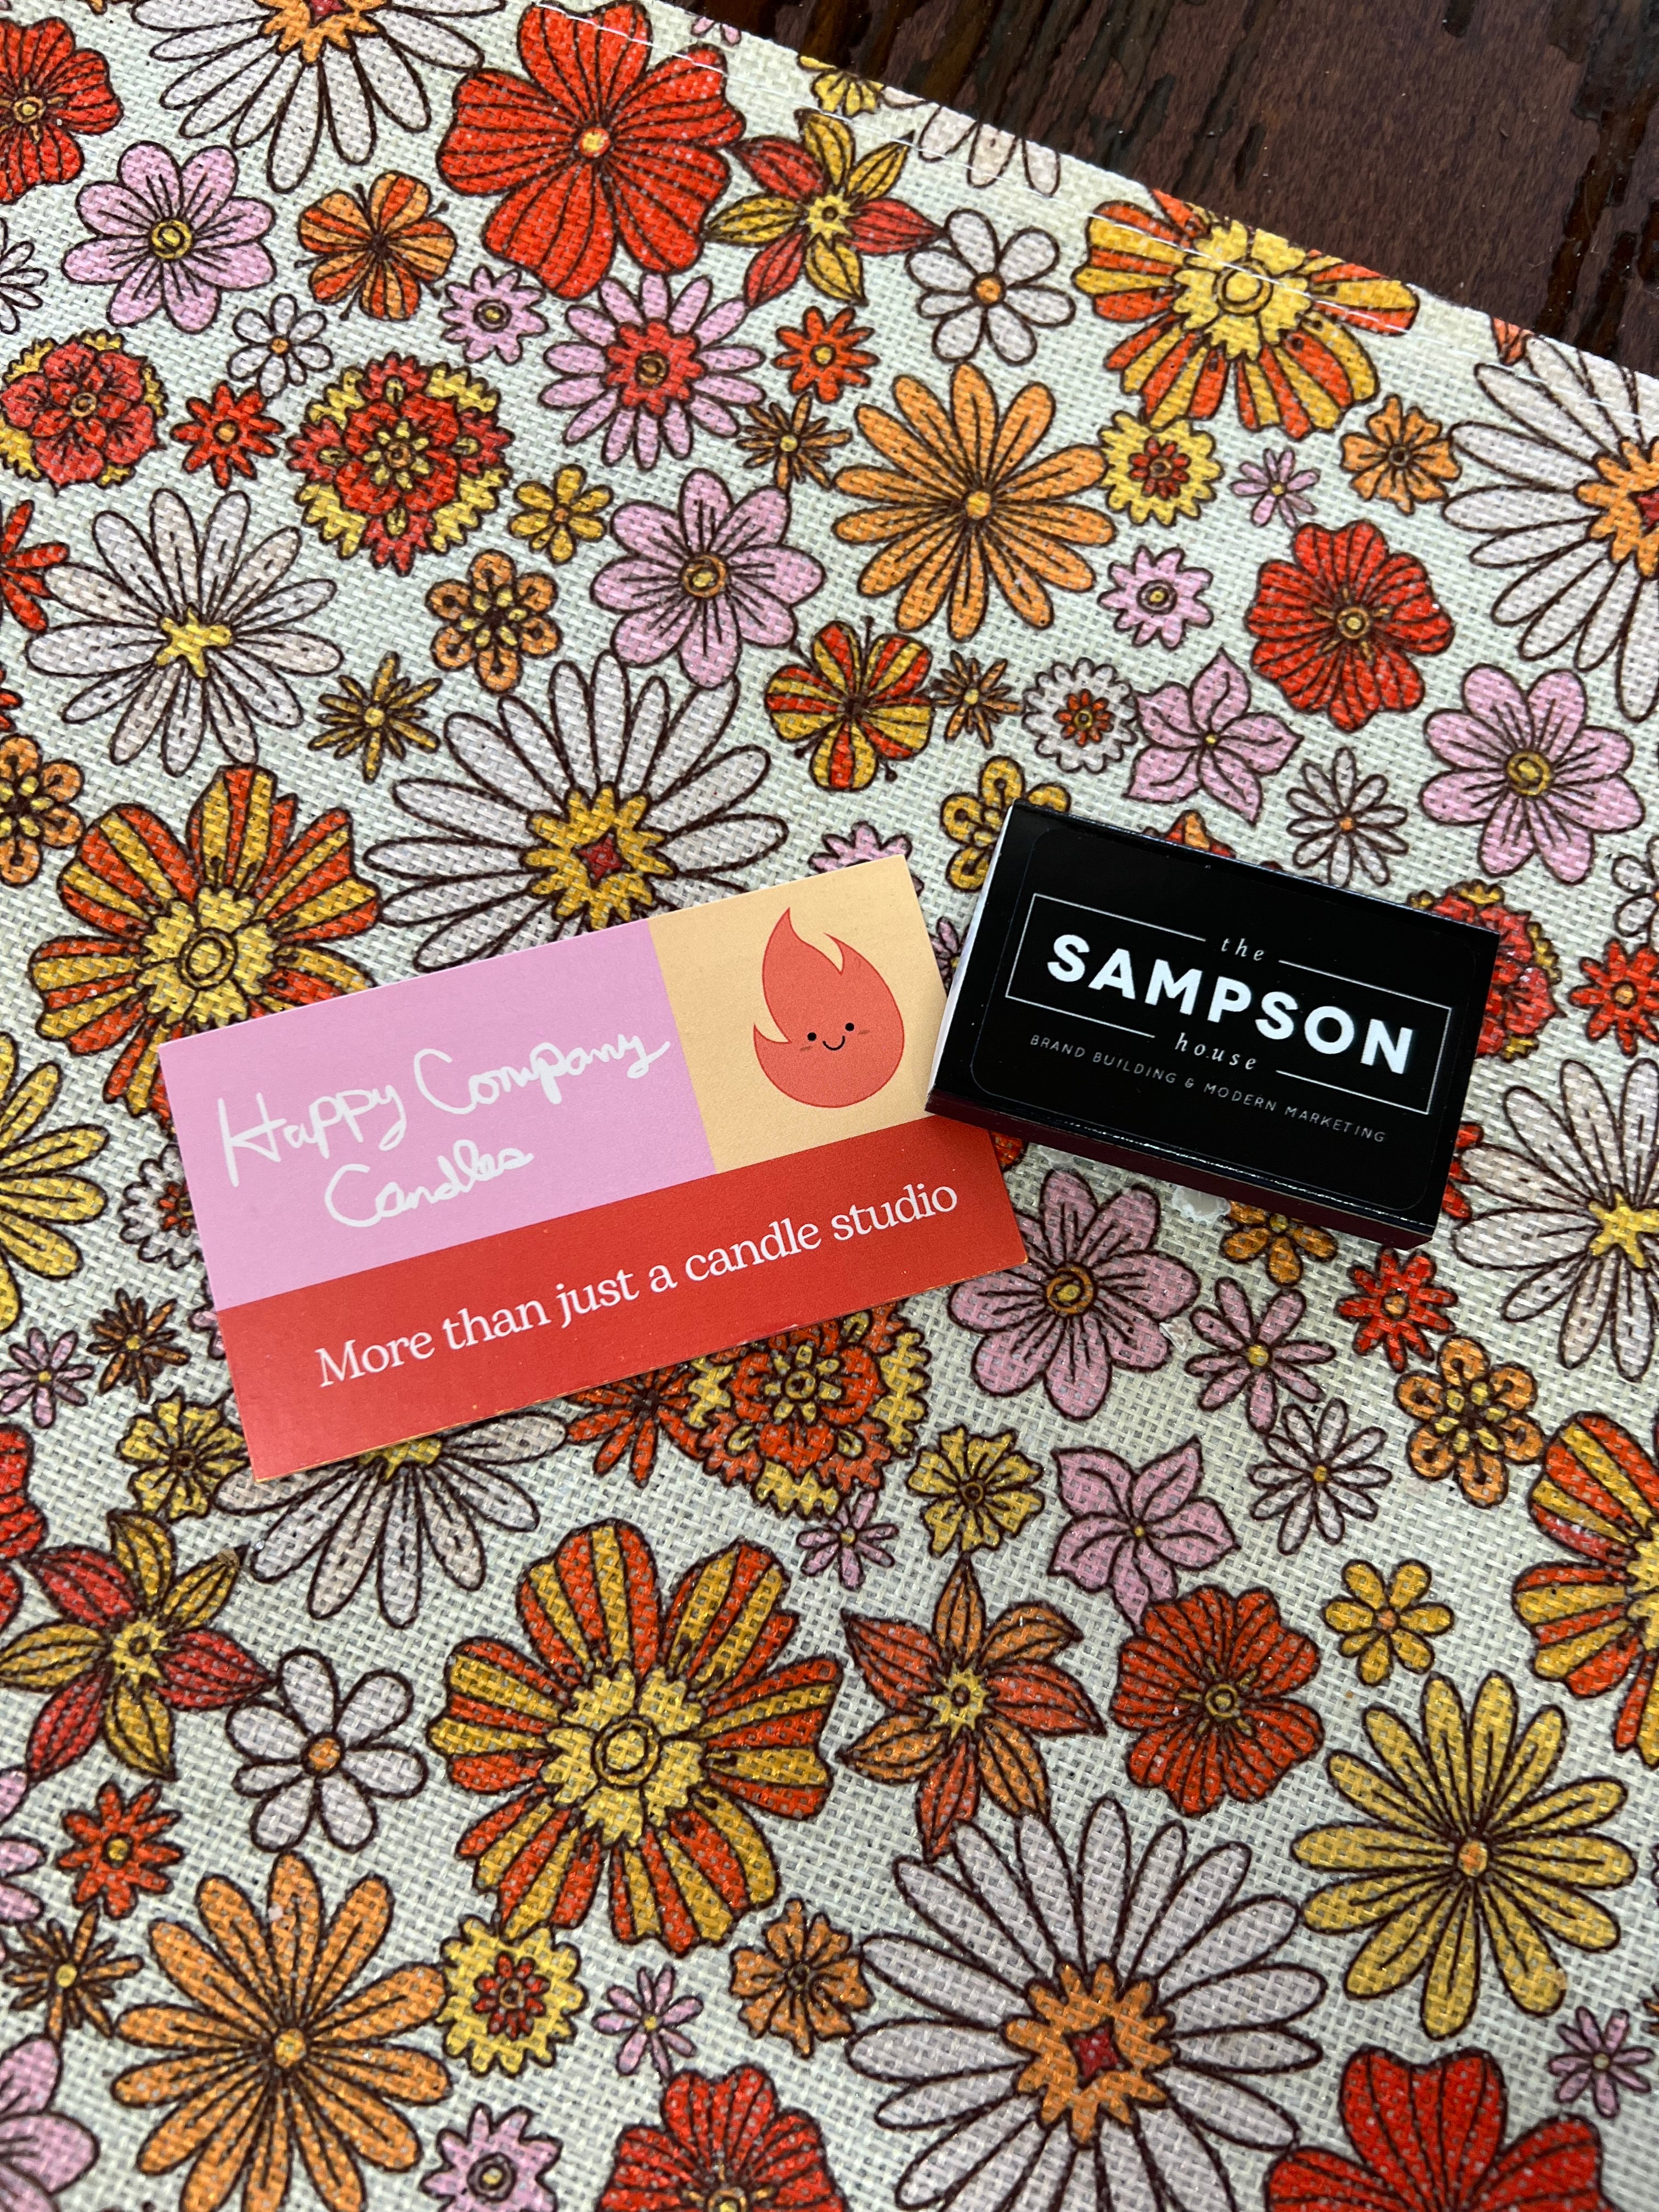 Happy Company
Candles
More than just a candle studio
the
SAMPSON
house
BRAND BUILDING & MODERN MARKETING